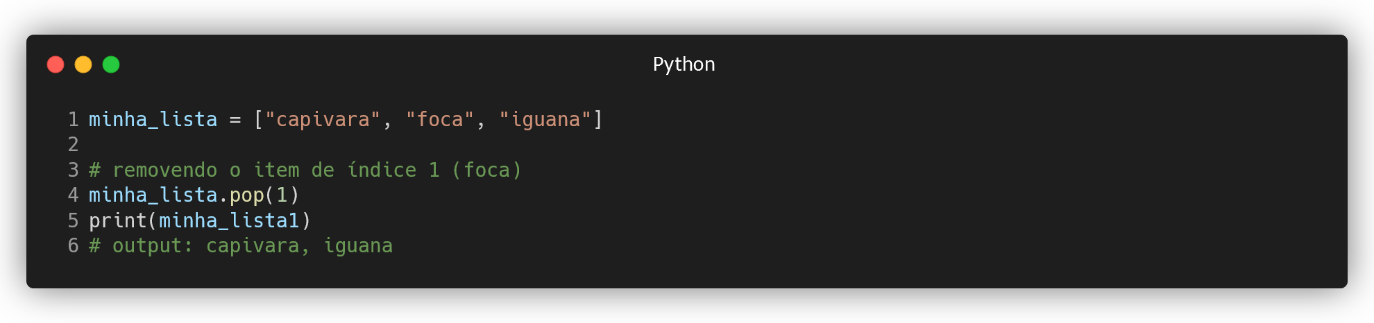 Python
1 minha_lista = ["capivara", "foca", "iguana"]
2
3 # removendo o item de índice 1 (foca)
4 minha_lista.pop(1)
5 print(minha_lista1)
6 # output: capivara, iguana